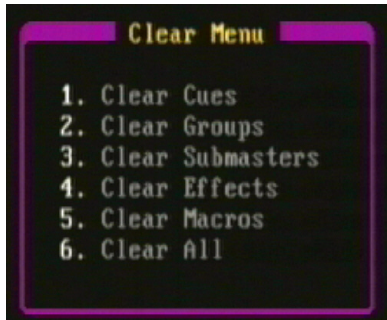 Clear Menu
1. Clear Cues
2. Clear Groups
3. Clear Submasters
4. Clear Effects
5. Clear Macros
6. Clear All